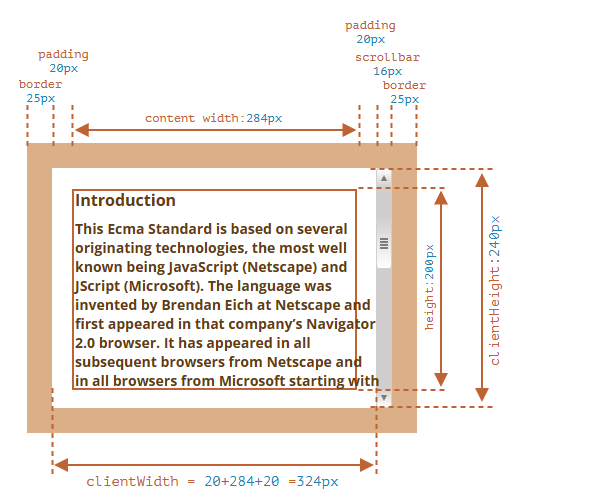 padding
20px
scrollbar
16px
border
25px
padding
20px
border
25px
content width:284px
Introduction
This Ecma Standard is based on several
originating technologies, the most well
known being JavaScript (Netscape) and
JScript (Microsoft). The language was
invented by Brendan Eich at Netscape and
first appeared in that company’s Navigator
2.0 browser. It has appeared in all
subsequent browsers from Netscape and
in all browsers from Microsoft starting with
height:200px
clientHeight:240px
clientWidth = 20+284+20 =324px